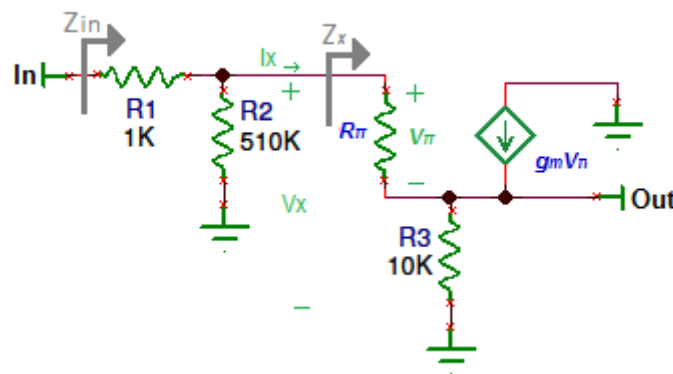 Zin
Ix →
Zx
In
R1
1K
+
R2
510K
Rπ
+
Vπ
−
gmVπ
Vx
Out
R3
10K
−